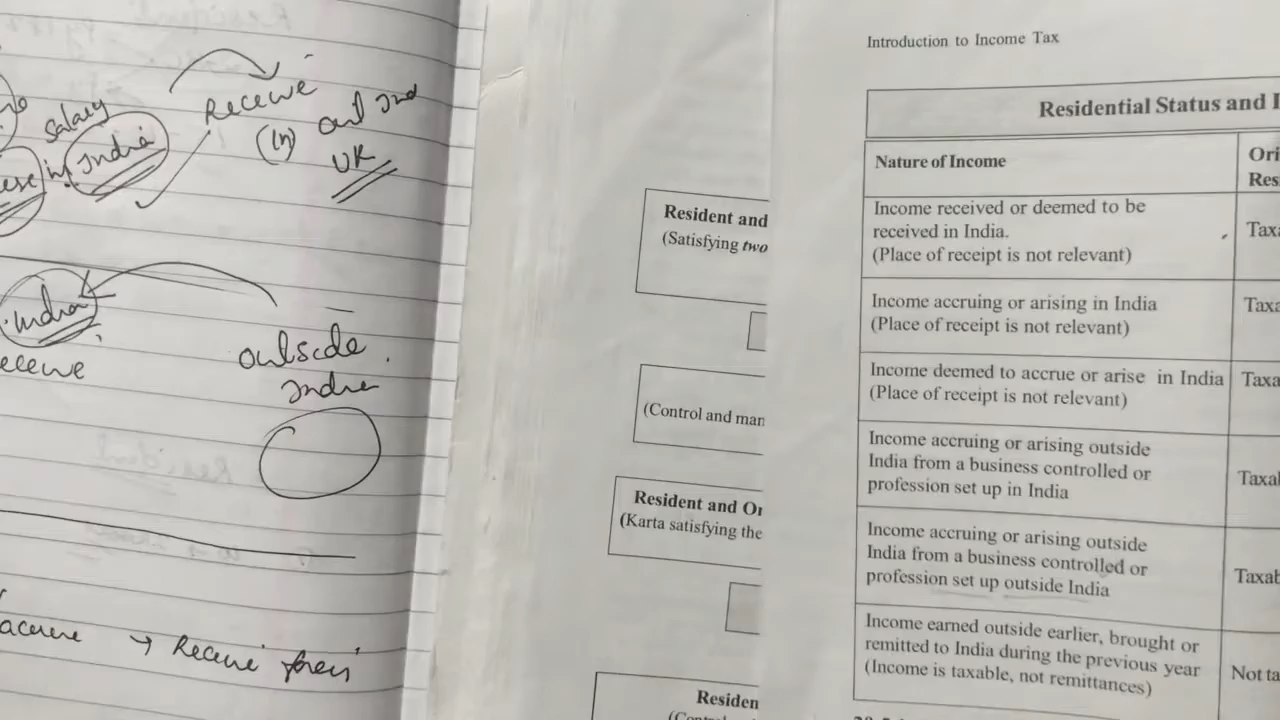 Salary
India
Receive
(in) out Ind
UK
India
Receive
outside
India
accrue → Receive
Resident and
(Satisfying two
(Control and man
Resident and Or
(Karta satisfying the
Residen
Introduction to Income Tax
Residential Status and I
Nature of Income
Ori
Res
Income received or deemed to be
received in India.
(Place of receipt is not relevant)
Taxa
Income accruing or arising in India
(Place of receipt is not relevant)
Taxa
Income deemed to accrue or arise in India
(Place of receipt is not relevant)
Taxa
Income accruing or arising outside
India from a business controlled or
profession set up in India
Taxal
Income accruing or arising outside
India from a business controlled or
profession set up outside India
Taxab
Income earned outside earlier, brought or
remitted to India during the previous year
(Income is taxable, not remittances)
Not ta